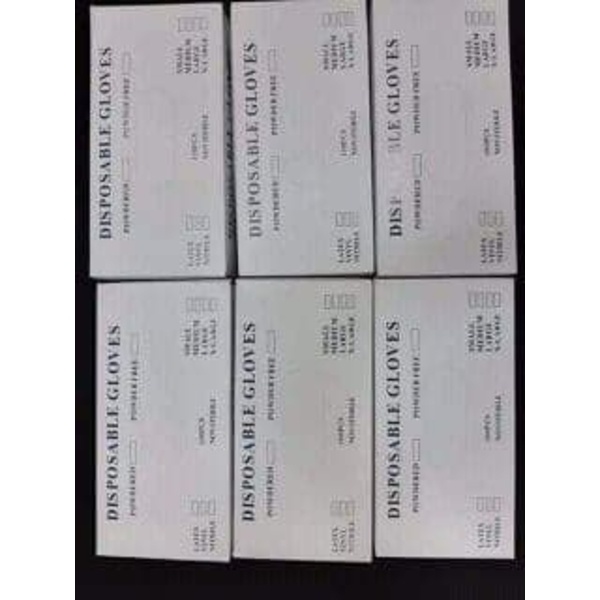 DISPOSABLE GLOVES
POWDERED POWDER FREE
100PCS
NON STERILE
LATEX
VINYL
NITRILE
SMALL
MEDIUM
LARGE
X-LARGE
DISPOSABLE GLOVES
POWDERED POWDER FREE
100PCS
NON STERILE
LATEX
VINYL
NITRILE
SMALL
MEDIUM
LARGE
X-LARGE
DISP BLE GLOVES
POWDERED POWDER FREE
100PCS
NON STERILE
LATEX
VINYL
NITRILE
SMALL
MEDIUM
LARGE
X-LARGE
DISPOSABLE GLOVES
POWDERED POWDER FREE
100PCS
NON STERILE
LATEX
VINYL
NITRILE
SMALL
MEDIUM
LARGE
X-LARGE
DISPOSABLE GLOVES
POWDERED POWDER FREE
100PCS
NON STERILE
LATEX
VINYL
NITRILE
SMALL
MEDIUM
LARGE
X-LARGE
DISPOSABLE GLOVES
POWDERED POWDER FREE
100PCS
NON STERILE
LATEX
VINYL
NITRILE
SMALL
MEDIUM
LARGE
X-LARGE